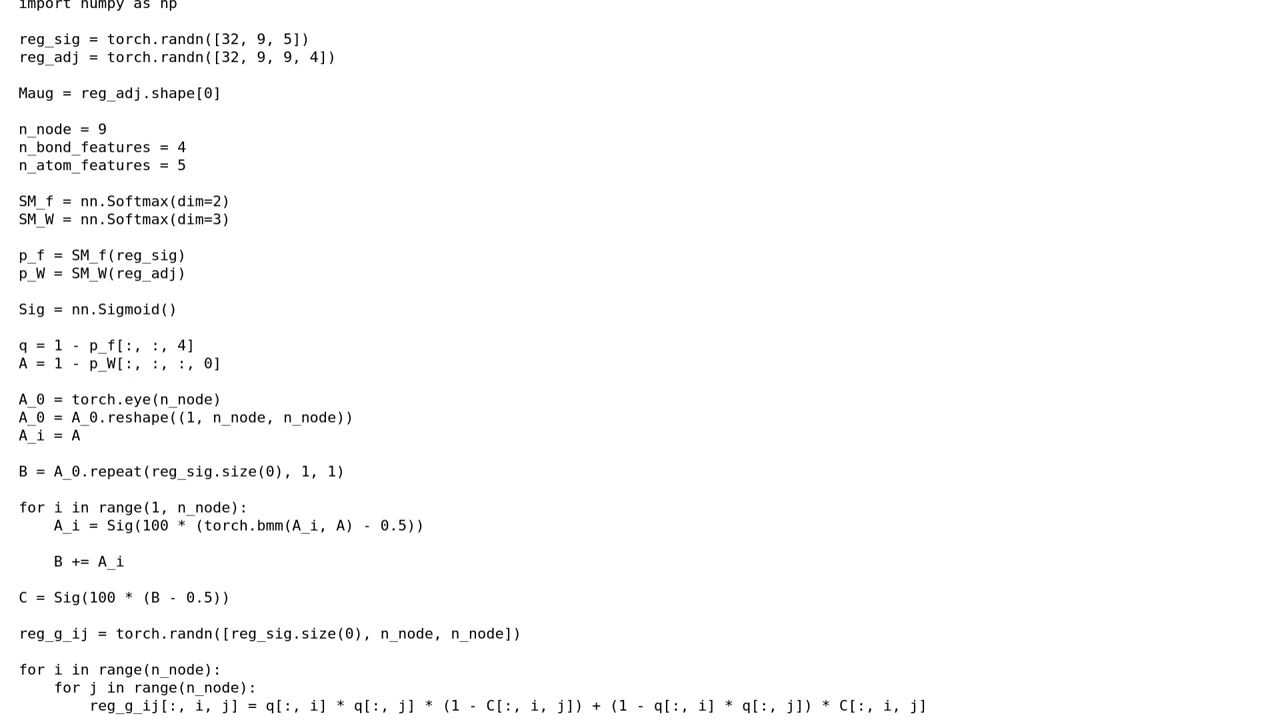 import numpy as np
reg_sig = torch.randn([32, 9, 5])
reg_adj = torch.randn([32, 9, 9, 4])
Maug = reg_adj.shape[0]
n_node = 9
n_bond_features = 4
n_atom_features = 5
SM_f = nn.Softmax(dim=2)
SM_W = nn.Softmax(dim=3)
p_f = SM_f(reg_sig)
p_W = SM_W(reg_adj)
Sig = nn.Sigmoid()
q = 1 - p_f[:, :, 4]
A = 1 - p_W[:, :, :, 0]
A_0 = torch.eye(n_node)
A_0 = A_0.reshape((1, n_node, n_node))
A_i = A
B = A_0.repeat(reg_sig.size(0), 1, 1)
for i in range(1, n_node):
    A_i = Sig(100 * (torch.bmm(A_i, A) - 0.5))
    B += A_i
C = Sig(100 * (B - 0.5))
reg_g_ij = torch.randn([reg_sig.size(0), n_node, n_node])
for i in range(n_node):
    for j in range(n_node):
        reg_g_ij[:, i, j] = q[:, i] * q[:, j] * (1 - C[:, i, j]) + (1 - q[:, i] * q[:, j]) * C[:, i, j]